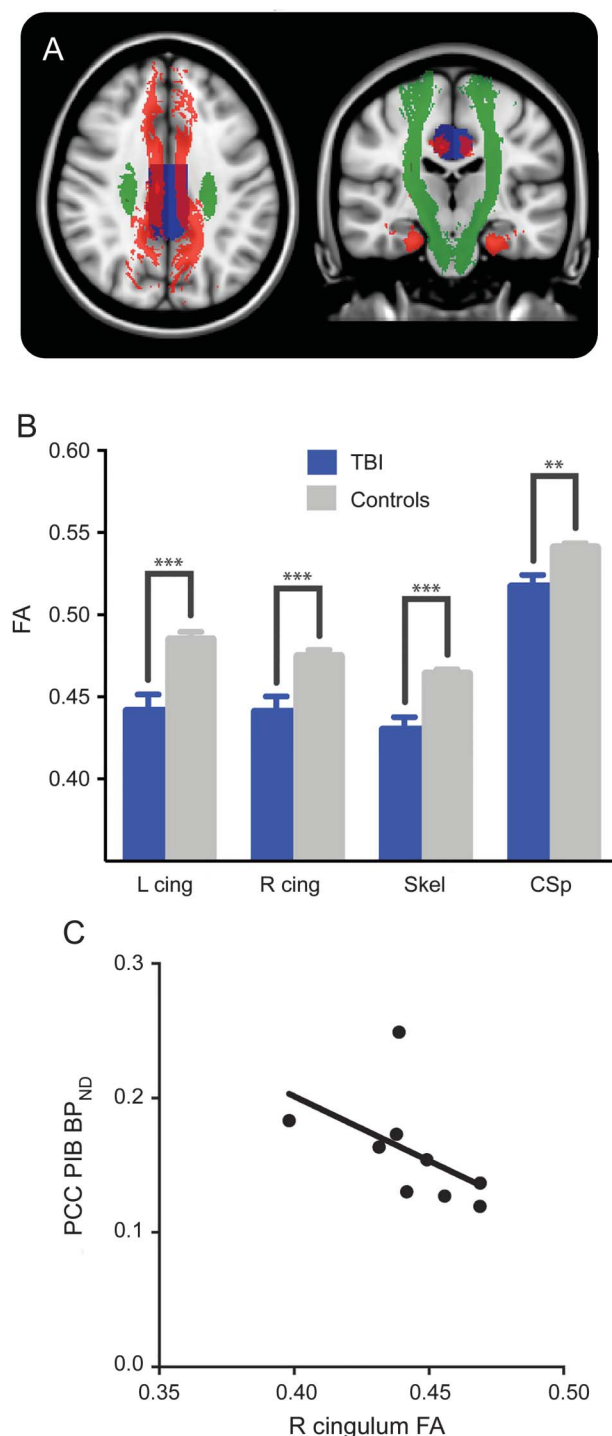 A
B
0.60
0.55
0.50
0.45
0.40
FA
TBI
Controls
***
***
***
**
L cing
R cing
Skel
CSp
C
0.3
0.2
0.1
0.0
PCC PIB BP_ND
0.35
0.40
0.45
0.50
R cingulum FA